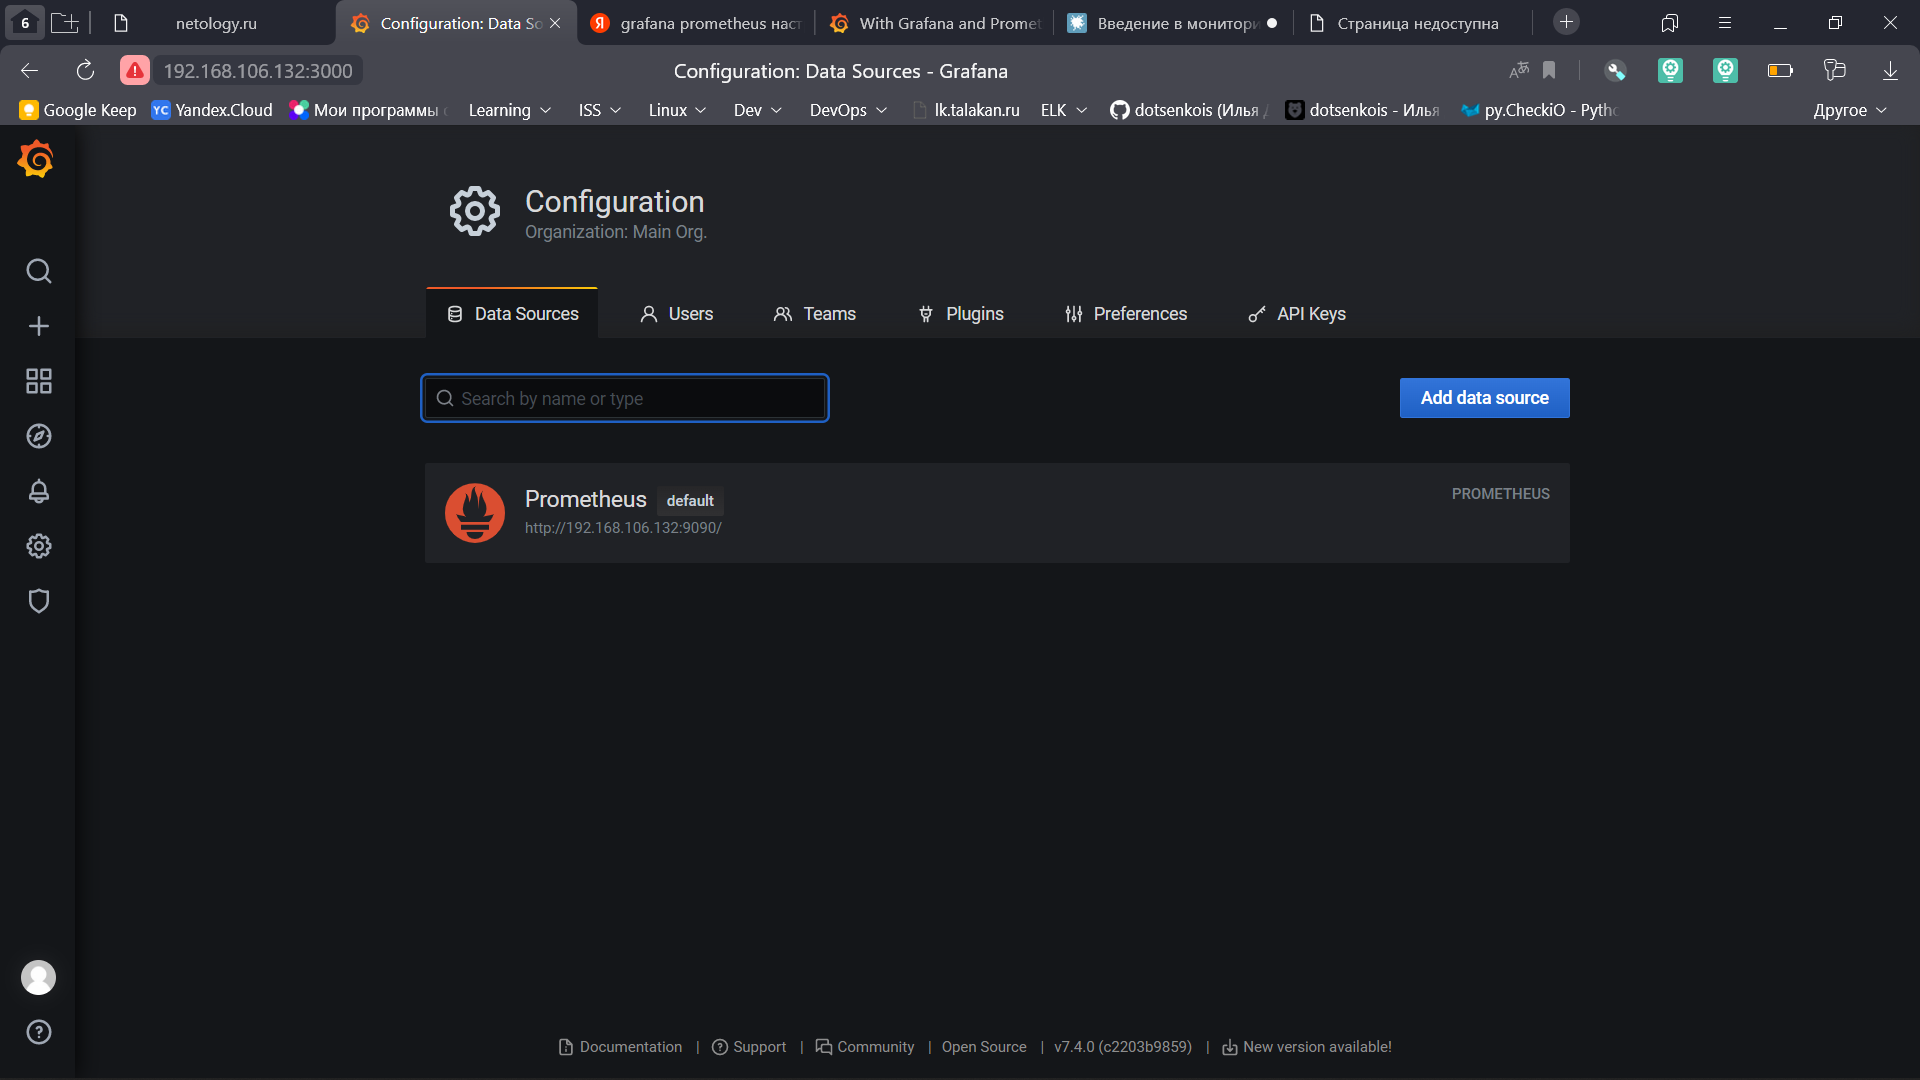 6
netology.ru
Configuration: Data So
Я
grafana prometheus наст
With Grafana and Promet
Введение в монитори
Страница недоступна
192.168.106.132:3000
Configuration: Data Sources - Grafana
Google Keep
YC Yandex.Cloud
Мои программы
Learning
ISS
Linux
Dev
DevOps
lk.talakan.ru
ELK
dotsenkois (Илья
dotsenkois - Илья
py.CheckiO - Pytho
Другое
Configuration
Organization: Main Org.
Data Sources
Users
Teams
Plugins
Preferences
API Keys
Search by name or type
Add data source
Prometheus default
PROMETHEUS
http://192.168.106.132:9090/
Documentation | Support | Community | Open Source | v7.4.0 (c2203b9859) | New version available!